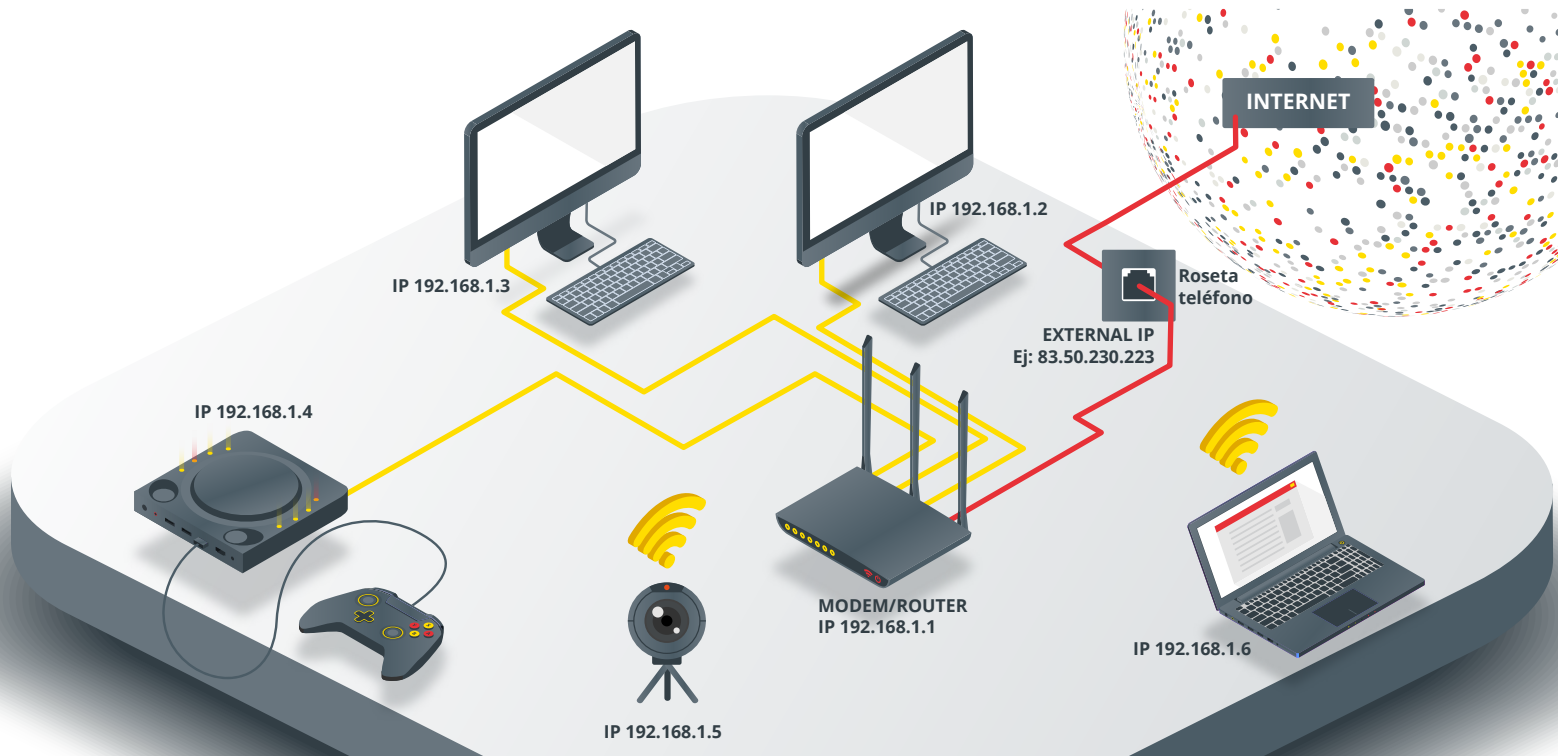 INTERNET
IP 192.168.1.2
IP 192.168.1.3
Roseta
teléfono
EXTERNAL IP
Ej: 83.50.230.223
IP 192.168.1.4
MODEM/ROUTER
IP 192.168.1.1
IP 192.168.1.6
IP 192.168.1.5